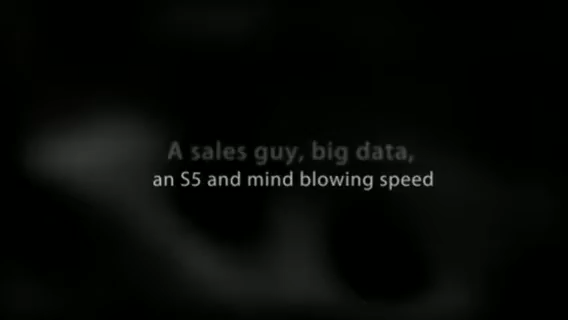 A sales guy, big data,
an S5 and mind blowing speed